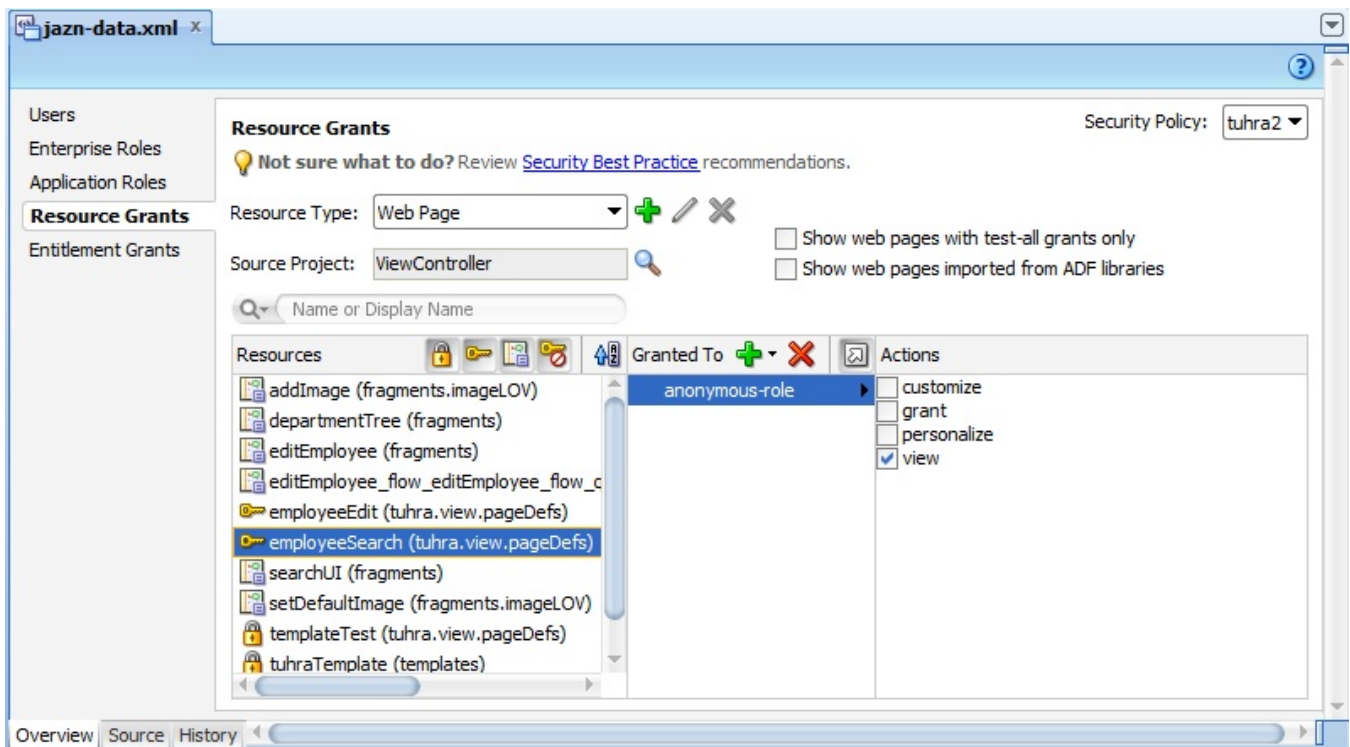 jazn-data.xml x
Users
Enterprise Roles
Application Roles
Resource Grants
Entitlement Grants
Resource Grants
Security Policy: tuhra2
Not sure what to do? Review Security Best Practice recommendations.
Resource Type: Web Page
Show web pages with test-all grants only
Source Project: ViewController
Show web pages imported from ADF libraries
Name or Display Name
Resources
Granted To
Actions
addImage (fragments.imageLOV)
departmentTree (fragments)
editEmployee (fragments)
editEmployee_flow_editEmployee_flow_c
employeeEdit (tuhra.view.pageDefs)
employeeSearch (tuhra.view.pageDefs)
searchUI (fragments)
setDefaultImage (fragments.imageLOV)
templateTest (tuhra.view.pageDefs)
tuhraTemplate (templates)
anonymous-role
customize
grant
personalize
view
Overview Source History